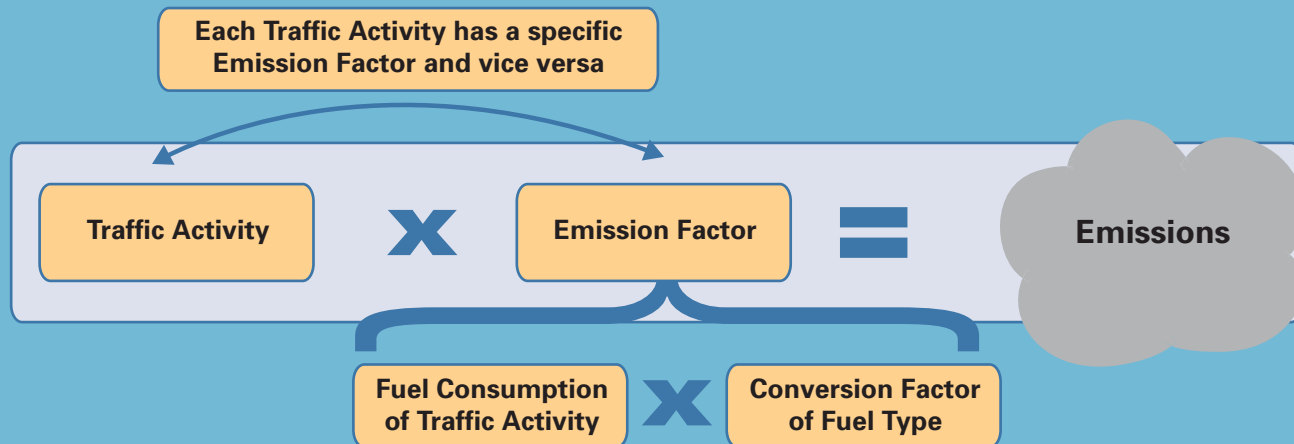 Each Traffic Activity has a specific
Emission Factor and vice versa
Traffic Activity
x
Emission Factor
=
Emissions
Fuel Consumption
of Traffic Activity
x
Conversion Factor
of Fuel Type